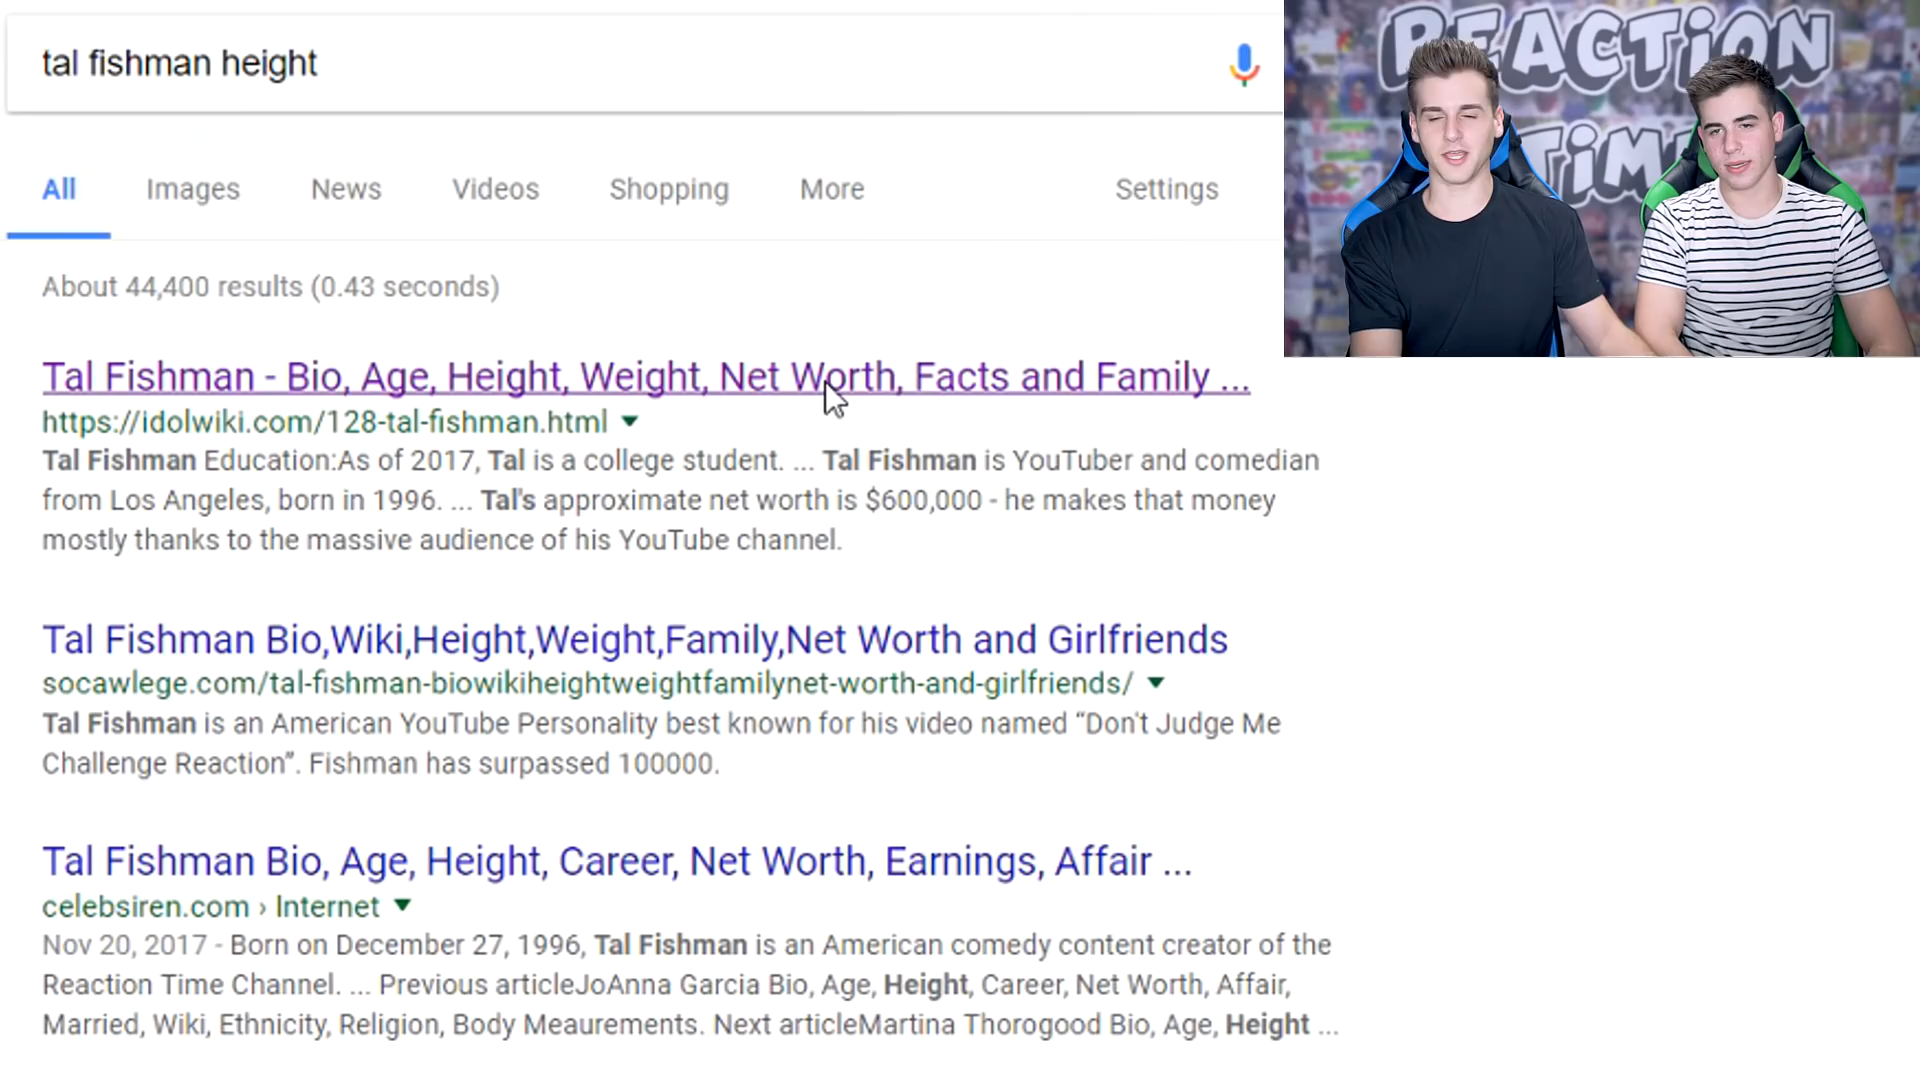 tal fishman height
REACTION
TiME
All Images News Videos Shopping More Settings
About 44,400 results (0.43 seconds)
Tal Fishman - Bio, Age, Height, Weight, Net Worth, Facts and Family ...
https://idolwiki.com/128-tal-fishman.html
Tal Fishman Education:As of 2017, Tal is a college student. ... Tal Fishman is YouTuber and comedian
from Los Angeles, born in 1996. ... Tal's approximate net worth is $600,000 - he makes that money
mostly thanks to the massive audience of his YouTube channel.
Tal Fishman Bio,Wiki,Height,Weight,Family,Net Worth and Girlfriends
socawlege.com/tal-fishman-biowikiheightweightfamilynet-worth-and-girlfriends/
Tal Fishman is an American YouTube Personality best known for his video named “Don't Judge Me
Challenge Reaction”. Fishman has surpassed 100000.
Tal Fishman Bio, Age, Height, Career, Net Worth, Earnings, Affair ...
celebsiren.com › Internet
Nov 20, 2017 - Born on December 27, 1996, Tal Fishman is an American comedy content creator of the
Reaction Time Channel. ... Previous articleJoAnna Garcia Bio, Age, Height, Career, Net Worth, Affair,
Married, Wiki, Ethnicity, Religion, Body Meaurements. Next articleMartina Thorogood Bio, Age, Height ...